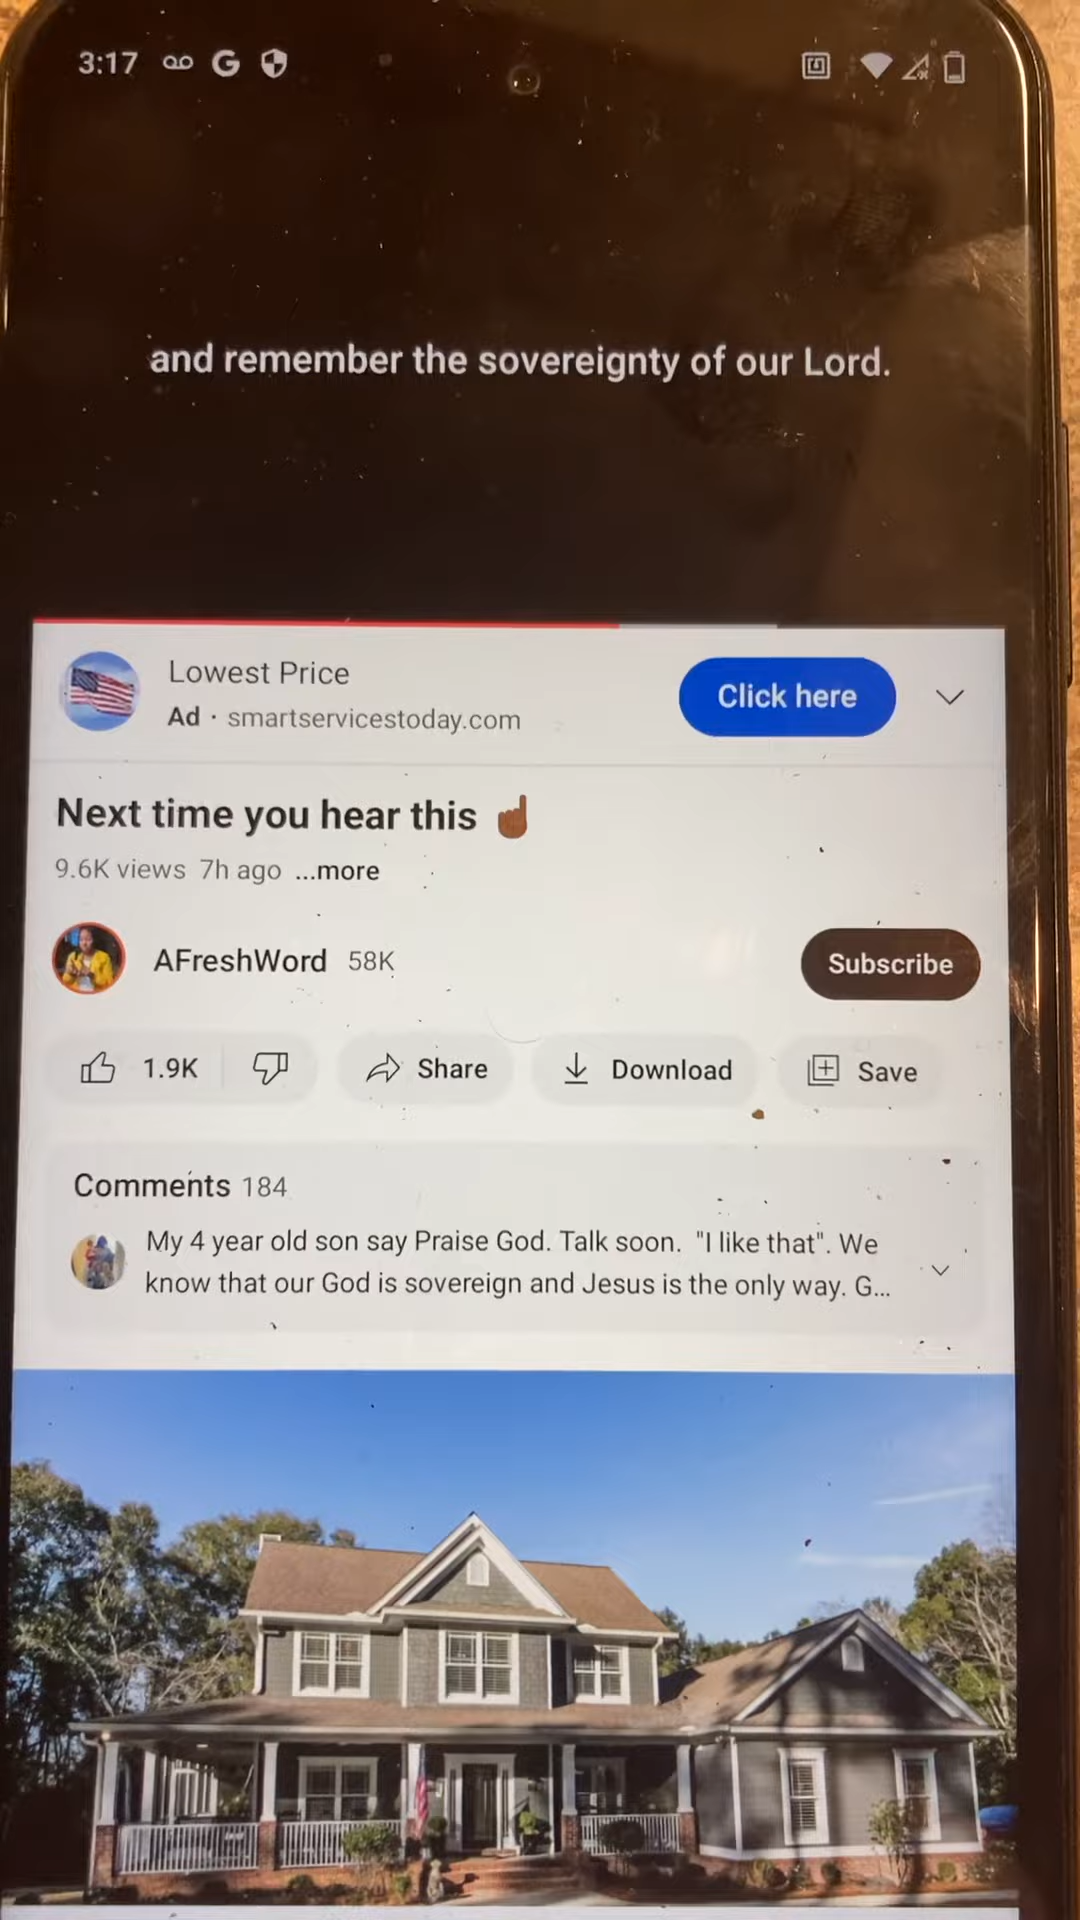 3:17
and remember the sovereignty of our Lord.
Lowest Price
Ad · smartservicestoday.com
Click here
Next time you hear this ☝🏾
9.6K views 7h ago ...more
AFreshWord 58K
Subscribe
1.9K Share Download Save
Comments 184
My 4 year old son say Praise God. Talk soon. "I like that". We
know that our God is sovereign and Jesus is the only way. G...